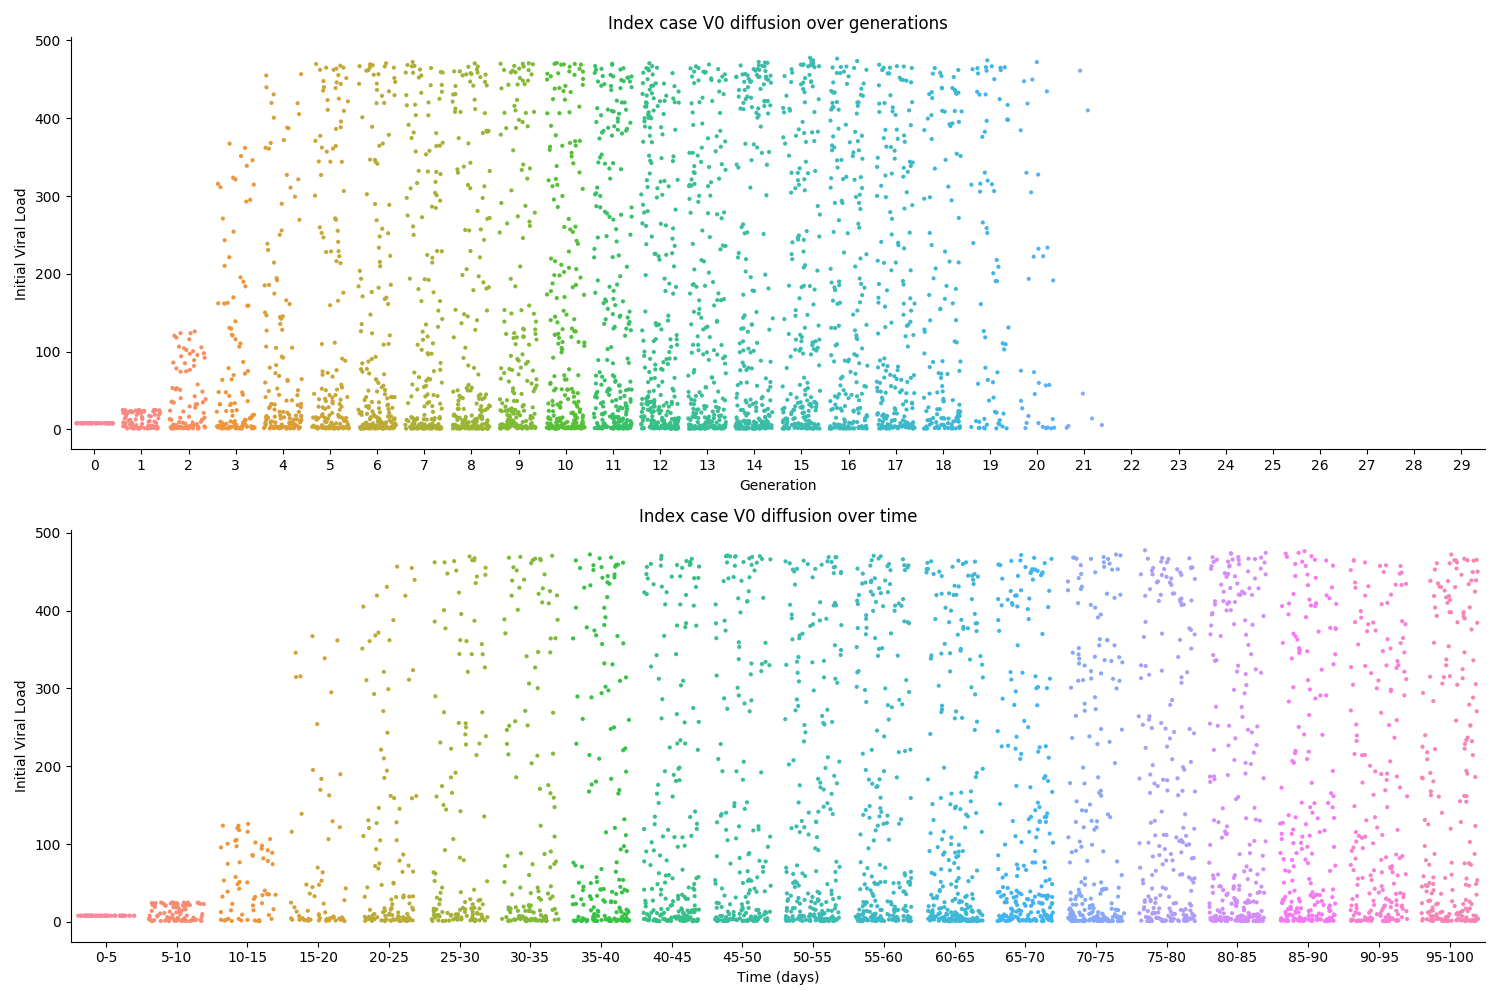 Index case V0 diffusion over generations
500
400
300
200
100
0
Initial Viral Load
0 1 2 3 4 5 6 7 8 9 10 11 12 13 14 15 16 17 18 19 20 21 22 23 24 25 26 27 28 29
Generation
Index case V0 diffusion over time
500
400
300
200
100
0
Initial Viral Load
0-5 5-10 10-15 15-20 20-25 25-30 30-35 35-40 40-45 45-50 50-55 55-60 60-65 65-70 70-75 75-80 80-85 85-90 90-95 95-100
Time (days)